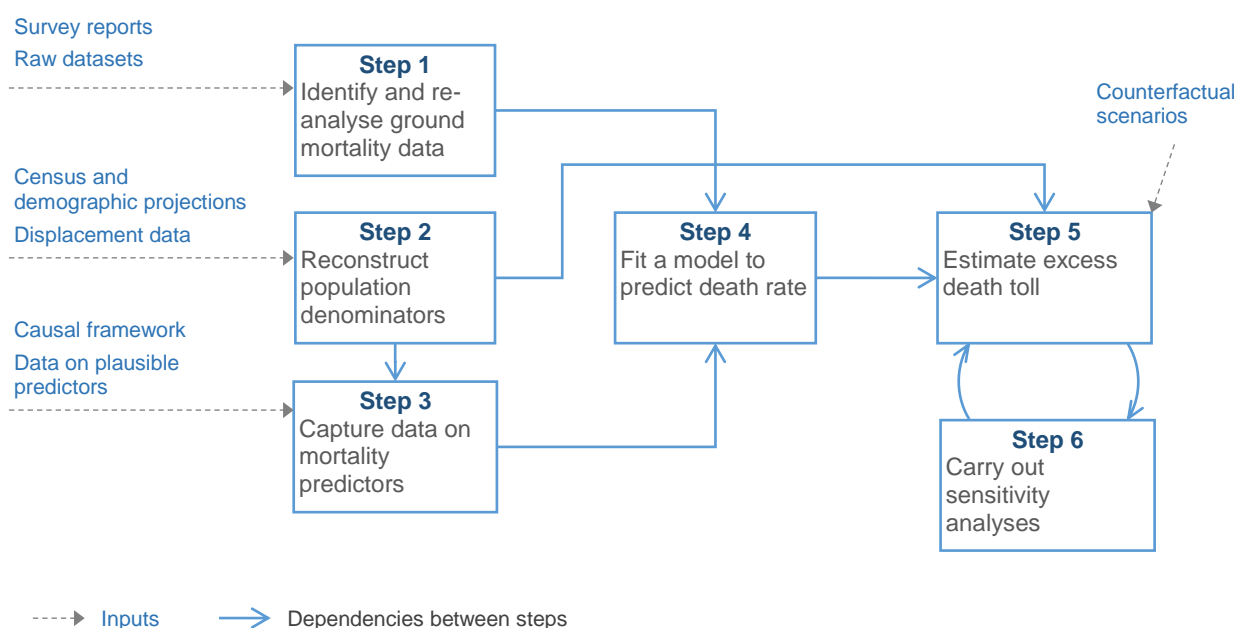 Survey reports
Raw datasets
Step 1
Identify and re-
analyse ground
mortality data
Counterfactual
scenarios
Census and
demographic projections
Displacement data
Step 2
Reconstruct
population
denominators
Step 4
Fit a model to
predict death rate
Step 5
Estimate excess
death toll
Causal framework
Data on plausible
predictors
Step 3
Capture data on
mortality
predictors
Step 6
Carry out
sensitivity
analyses
Inputs
Dependencies between steps